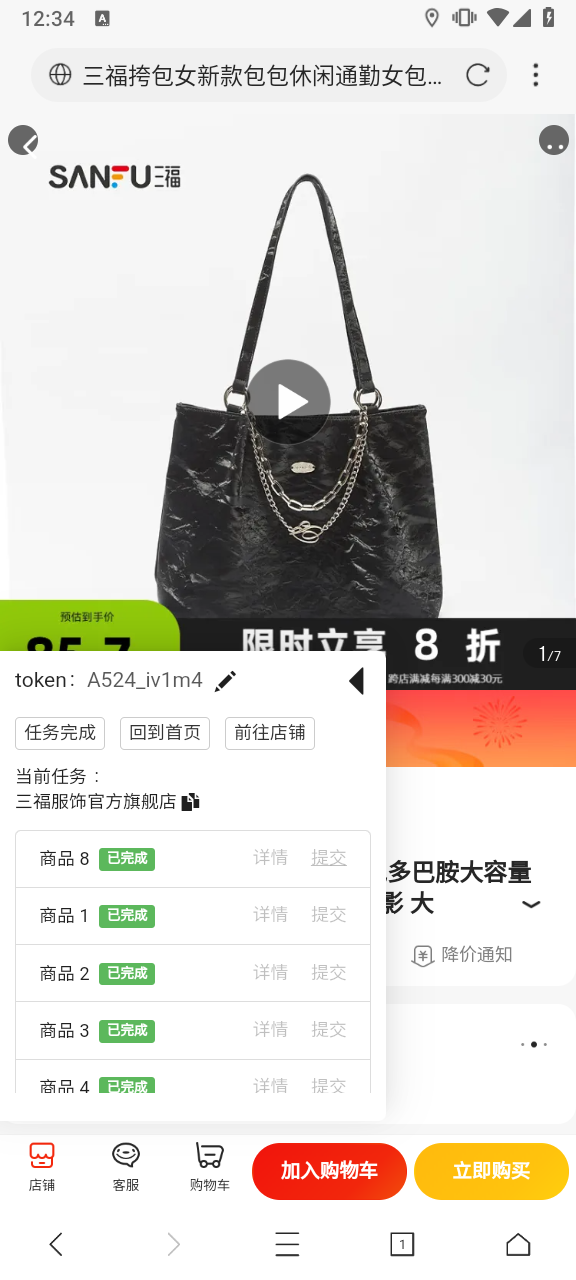 12:34
三福挎包女新款包包休闲通勤女包...
SANFU三福
预估到手价
85.7
限时立享 8 折
跨店满减每满300减30元
1/7
token: A524_iv1m4
任务完成 回到首页 前往店铺
当前任务：
三福服饰官方旗舰店
商品 8 已完成 详情 提交
商品 1 已完成 详情 提交
商品 2 已完成 详情 提交
商品 3 已完成 详情 提交
商品 4 已完成 详情 提交
多巴胺大容量
影 大
降价通知
店铺 客服 购物车 加入购物车 立即购买
1